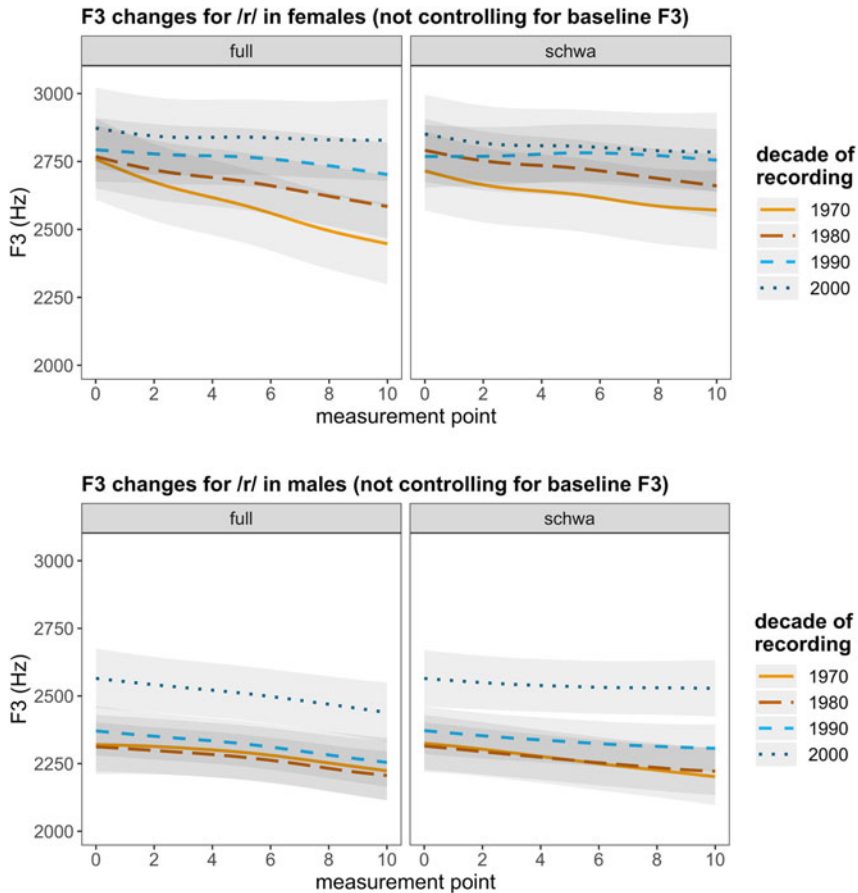 F3 changes for /r/ in females (not controlling for baseline F3)
full
schwa
3000
2750
2500
2250
2000
F3 (Hz)
0 2 4 6 8 10
0 2 4 6 8 10
measurement point
decade of
recording
1970
1980
1990
2000
F3 changes for /r/ in males (not controlling for baseline F3)
full
schwa
3000
2750
2500
2250
2000
F3 (Hz)
0 2 4 6 8 10
0 2 4 6 8 10
measurement point
decade of
recording
1970
1980
1990
2000